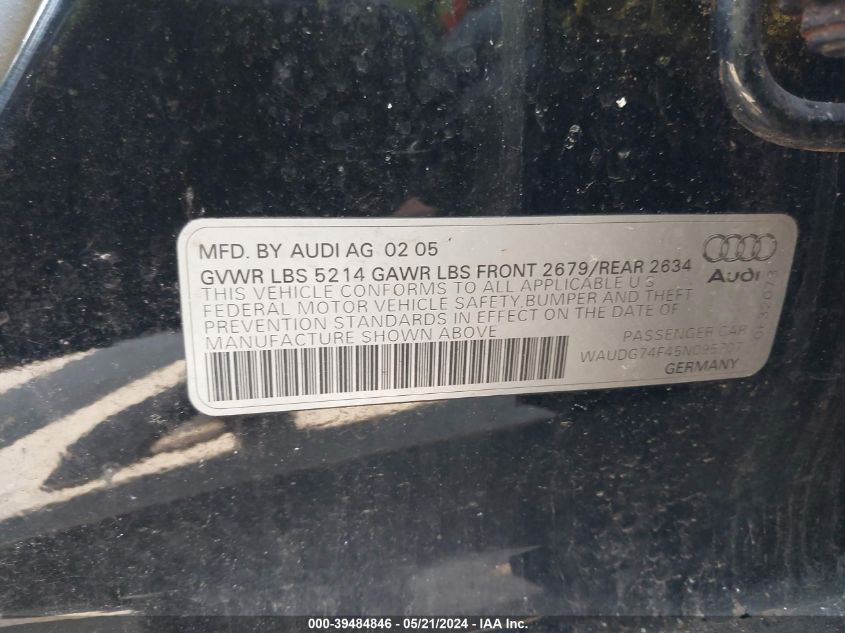 MFD. BY AUDI AG 02 05
GVWR LBS 5214 GAWR LBS FRONT 2679/REAR 2634
THIS VEHICLE CONFORMS TO ALL APPLICABLE U.S
FEDERAL MOTOR VEHICLE SAFETY, BUMPER AND THEFT
PREVENTION STANDARDS IN EFFECT ON THE DATE OF
MANUFACTURE SHOWN ABOVE
Audi
PASSENGER CAR
GERMANY
000-39484846 - 05/21/2024 - IAA Inc.